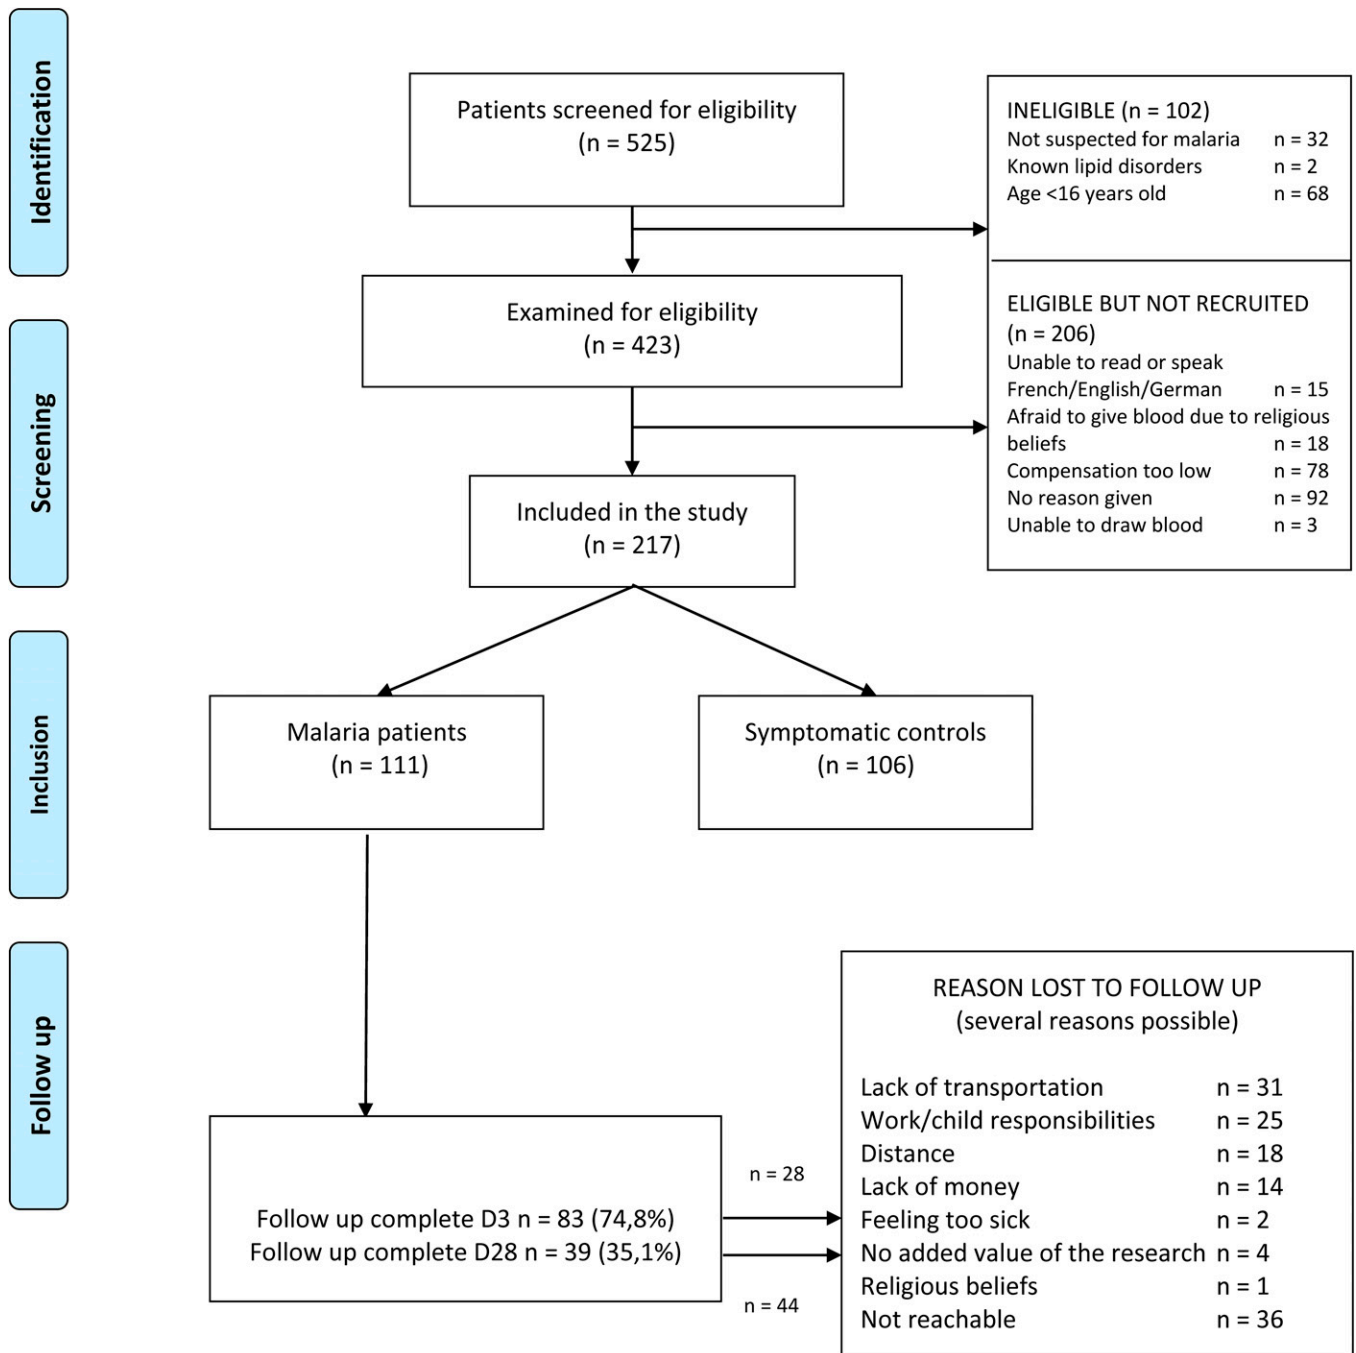 Identification
Patients screened for eligibility
(n = 525)
INELIGIBLE (n = 102)
Not suspected for malaria n = 32
Known lipid disorders n = 2
Age <16 years old n = 68
Examined for eligibility
(n = 423)
ELIGIBLE BUT NOT RECRUITED
(n = 206)
Unable to read or speak
French/English/German n = 15
Afraid to give blood due to religious
beliefs n = 18
Compensation too low n = 78
No reason given n = 92
Unable to draw blood n = 3
Screening
Included in the study
(n = 217)
Inclusion
Malaria patients
(n = 111)
Symptomatic controls
(n = 106)
Follow up
Follow up complete D3 n = 83 (74,8%)
Follow up complete D28 n = 39 (35,1%)
n = 28
n = 44
REASON LOST TO FOLLOW UP
(several reasons possible)
Lack of transportation n = 31
Work/child responsibilities n = 25
Distance n = 18
Lack of money n = 14
Feeling too sick n = 2
No added value of the research n = 4
Religious beliefs n = 1
Not reachable n = 36